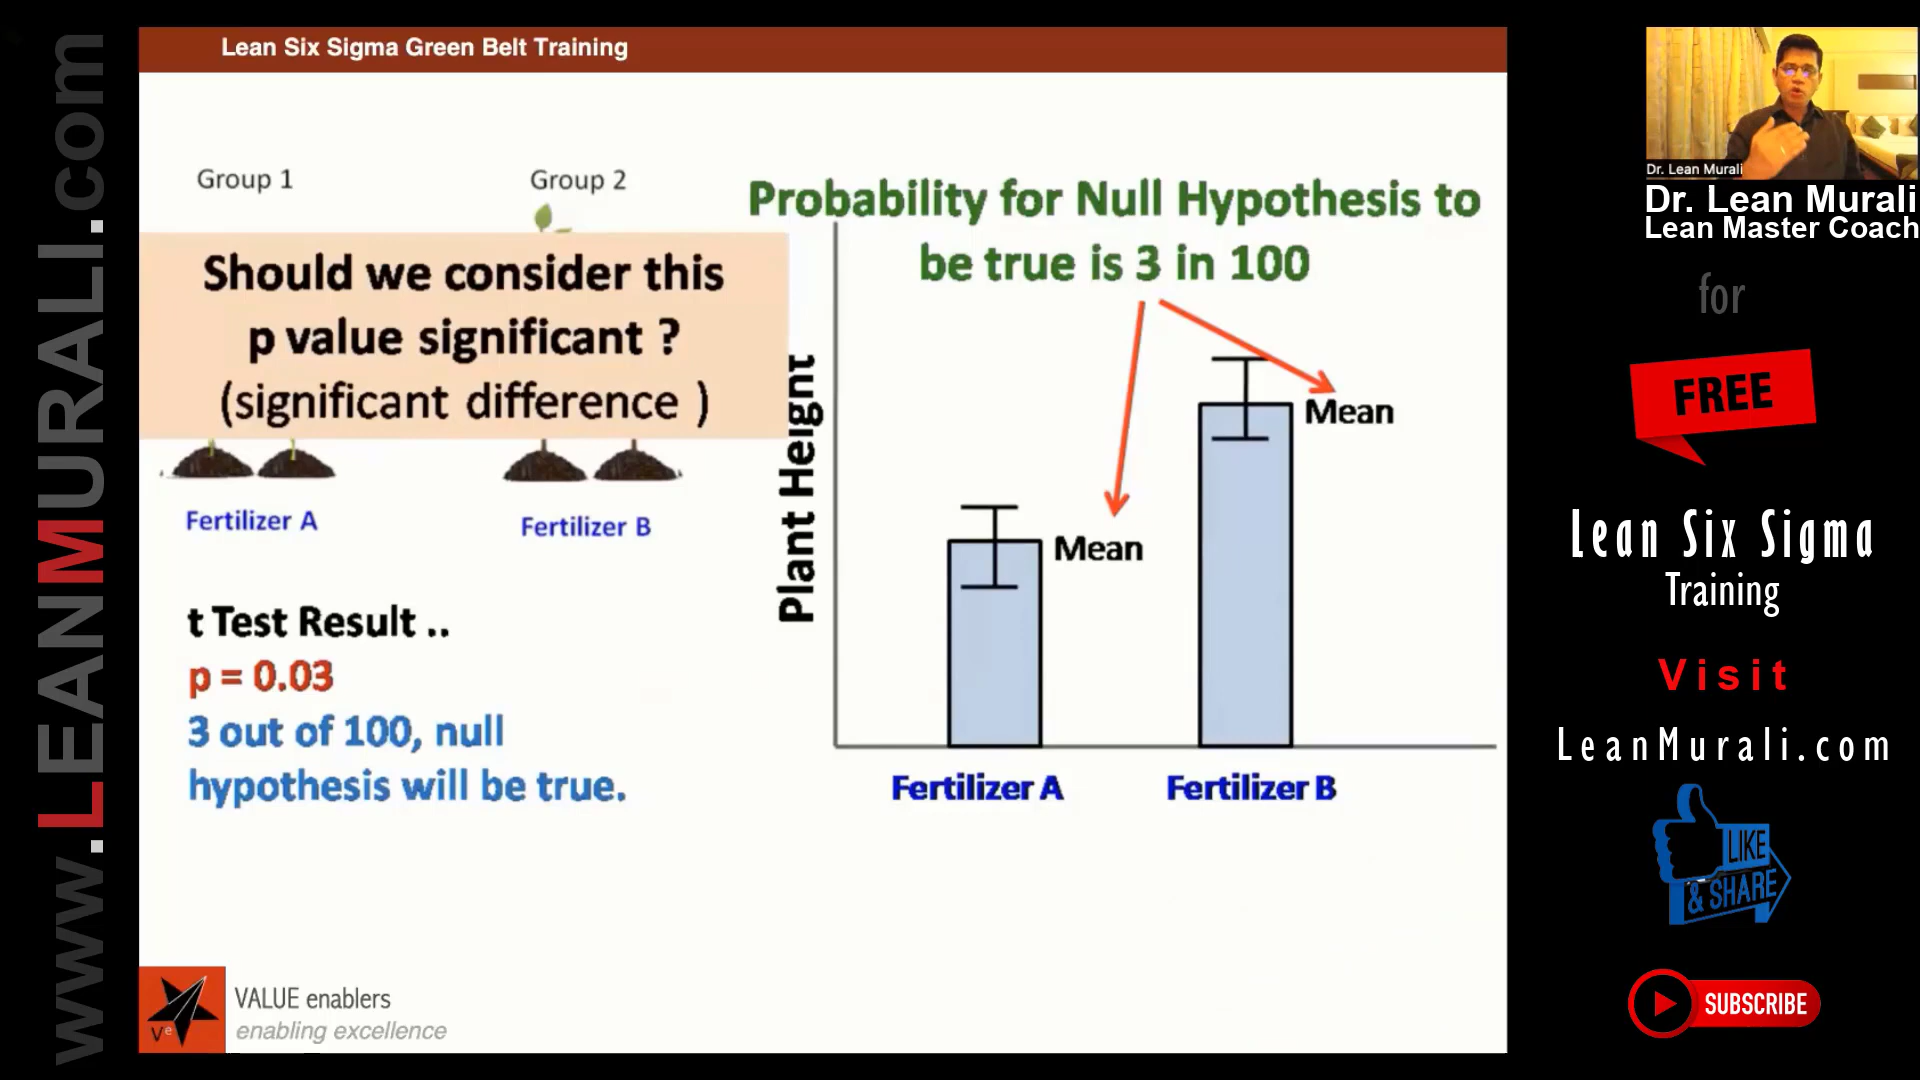 www.LEANMURALI.com
Lean Six Sigma Green Belt Training
Group 1
Group 2
Should we consider this
p value significant ?
(significant difference )
Fertilizer A
Fertilizer B
t Test Result ..
p = 0.03
3 out of 100, null
hypothesis will be true.
Probability for Null Hypothesis to
be true is 3 in 100
Plant Height
Mean
Mean
Fertilizer A
Fertilizer B
Ve
VALUE enablers
enabling excellence
Dr. Lean Murali
Dr. Lean Murali
Lean Master Coach
for
FREE
Lean Six Sigma
Training
Visit
LeanMurali.com
LIKE
& SHARE
SUBSCRIBE